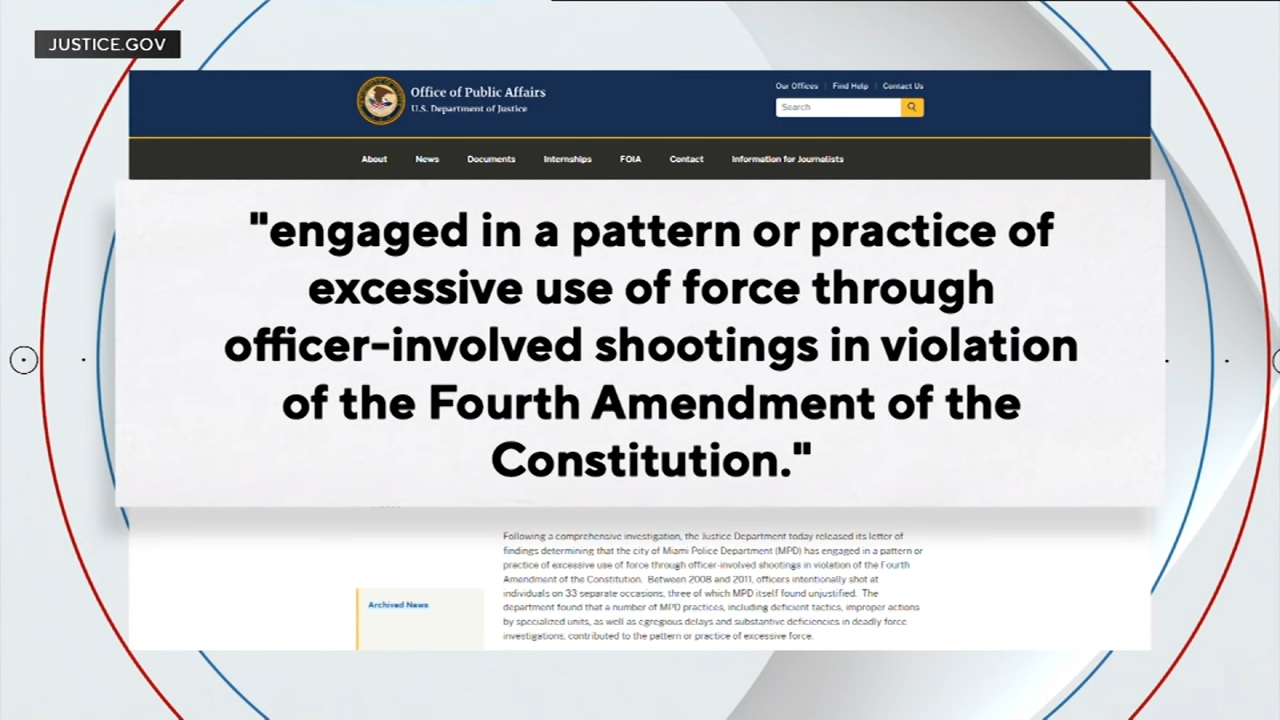 JUSTICE.GOV
Office of Public Affairs
U.S. Department of Justice
Our Offices | Find Help | Contact Us
Search
About News Documents Internships FOIA Contact Information for Journalists
"engaged in a pattern or practice of
excessive use of force through
officer-involved shootings in violation
of the Fourth Amendment of the
Constitution."
Following a comprehensive investigation, the Justice Department today released its letter of
findings determining that the city of Miami Police Department (MPD) has engaged in a pattern or
practice of excessive use of force through officer-involved shootings in violation of the Fourth
Amendment of the Constitution. Between 2008 and 2011, officers intentionally shot at
individuals on 33 separate occasions, three of which MPD itself found unjustified. The
department found that a number of MPD practices, including deficient tactics, improper actions
by specialized units, as well as egregious delays and substantive deficiencies in deadly force
investigations, contributed to the pattern or practice of excessive force.
Archived News